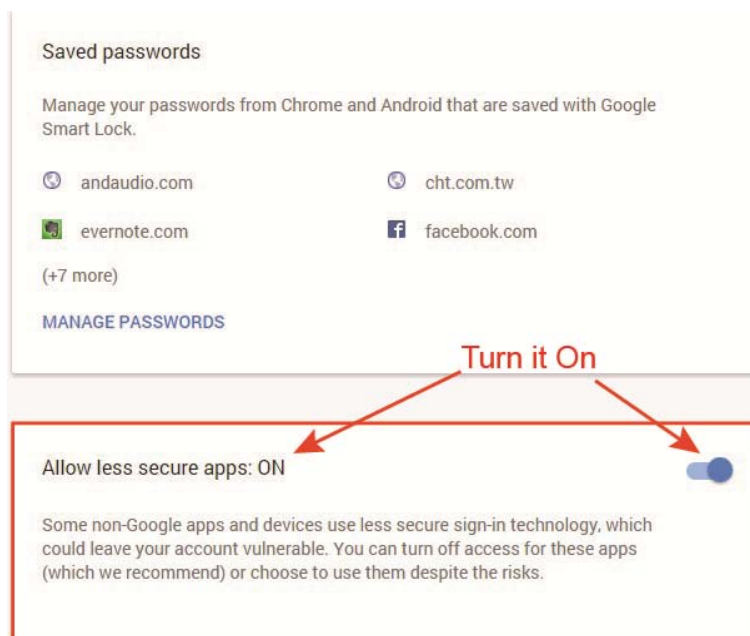 Saved passwords
Manage your passwords from Chrome and Android that are saved with Google
Smart Lock.
andaudio.com
cht.com.tw
evernote.com
facebook.com
(+7 more)
MANAGE PASSWORDS
Turn it On
Allow less secure apps: ON
Some non-Google apps and devices use less secure sign-in technology, which
could leave your account vulnerable. You can turn off access for these apps
(which we recommend) or choose to use them despite the risks.